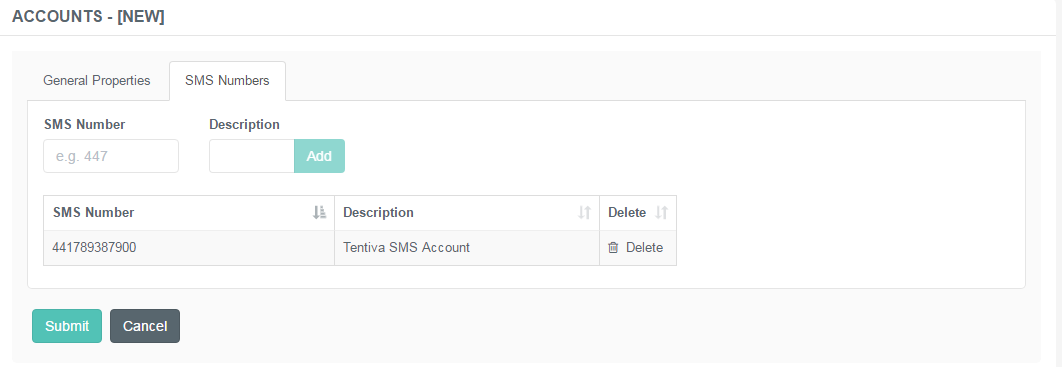 ACCOUNTS - [NEW]
General Properties SMS Numbers
SMS Number Description
e.g. 447 Add
SMS Number Description Delete
441789387900 Tentiva SMS Account Delete
Submit Cancel